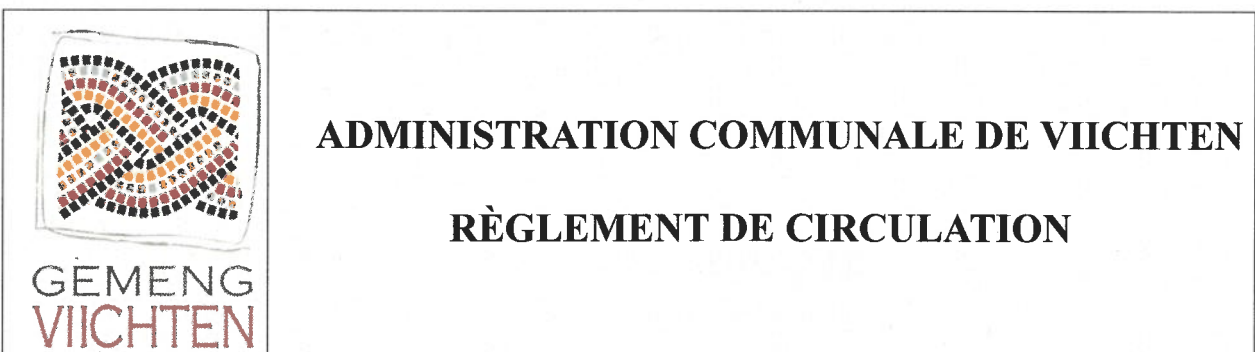 GEMENG
VIICHTEN
ADMINISTRATION COMMUNALE DE VIICHTEN
RÈGLEMENT DE CIRCULATION